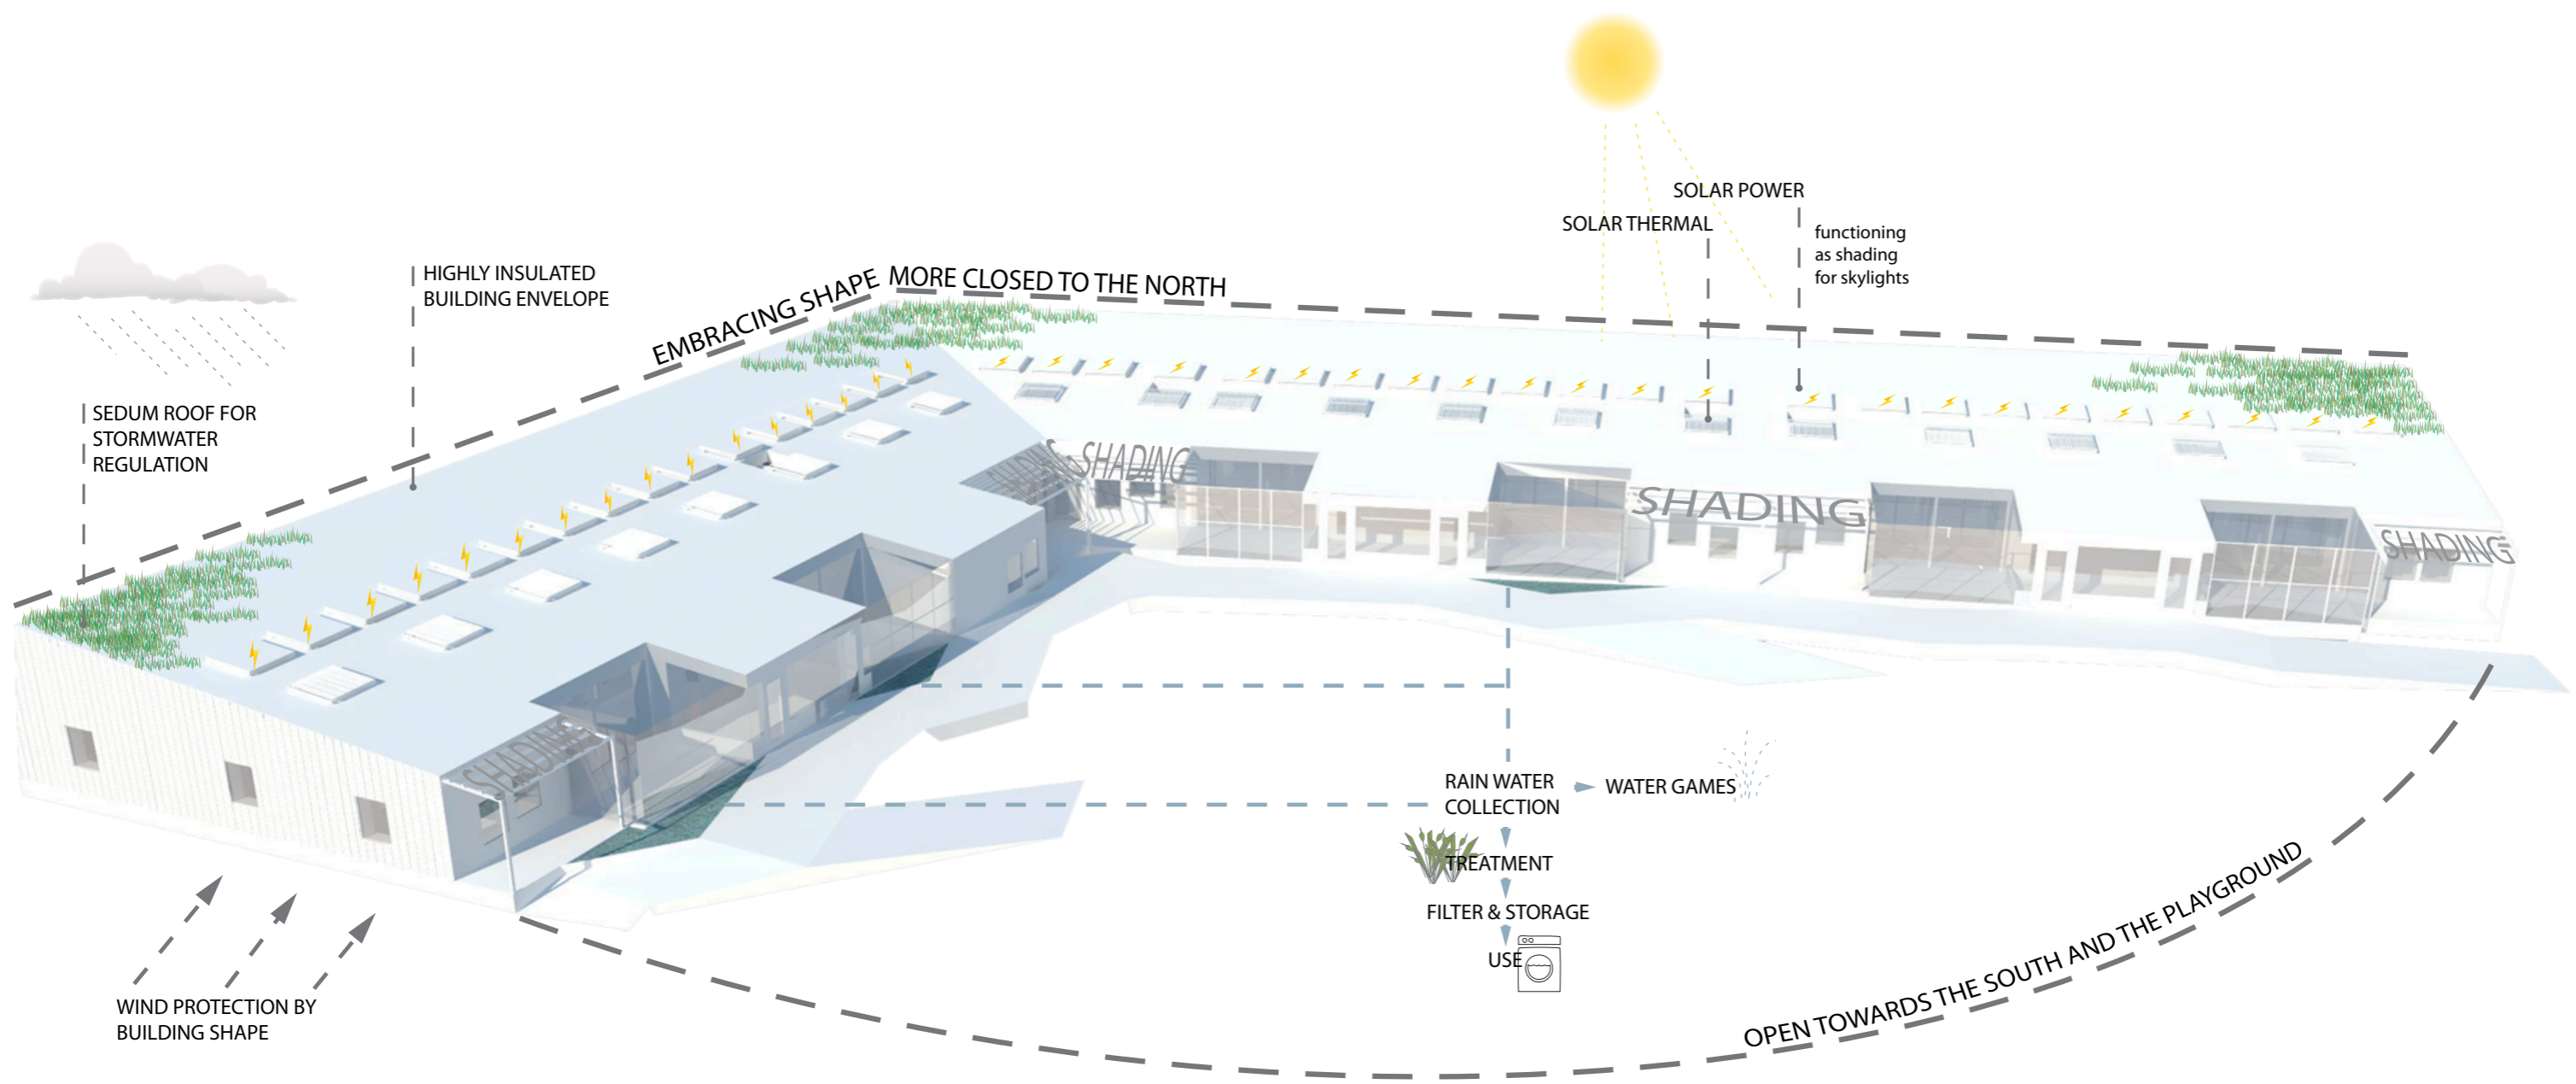 SOLAR POWER
SOLAR THERMAL
functioning
as shading
for skylights
HIGHLY INSULATED
BUILDING ENVELOPE
EMBRACING SHAPE
MORE CLOSED TO THE NORTH
SEDUM ROOF FOR
STORMWATER
REGULATION
SHADING
SHADING
SHADING
SHADING
RAIN WATER
COLLECTION
WATER GAMES
TREATMENT
FILTER & STORAGE
USE
WIND PROTECTION BY
BUILDING SHAPE
OPEN TOWARDS THE SOUTH AND THE PLAYGROUND